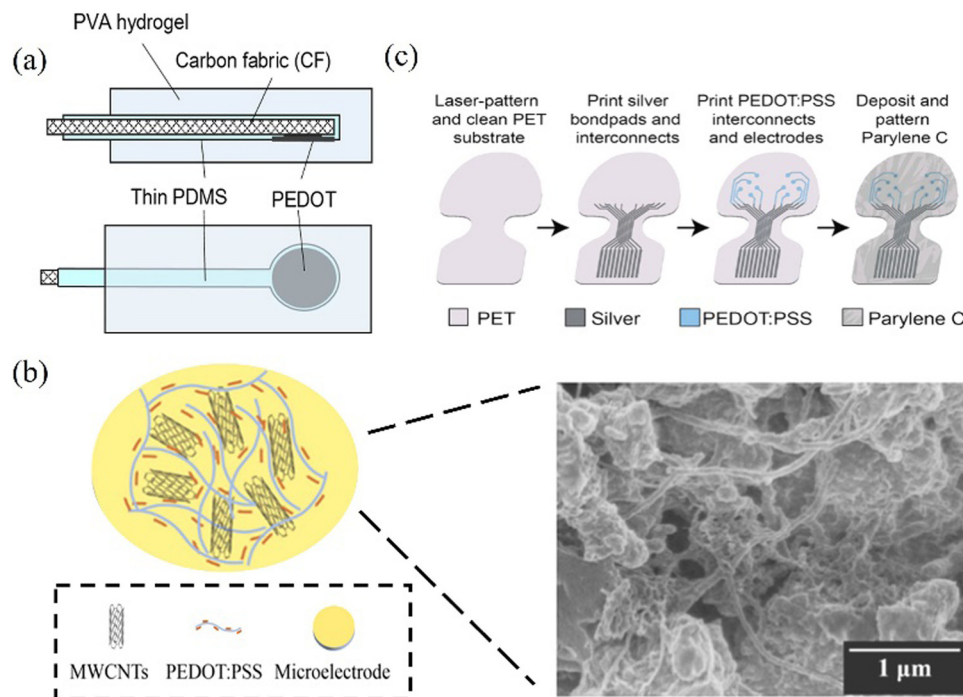 (a)
PVA hydrogel
Carbon fabric (CF)
Thin PDMS
PEDOT
(c)
Laser-pattern
and clean PET
substrate
Print silver
bondpads and
interconnects
Print PEDOT:PSS
interconnects
and electrodes
Deposit and
pattern
Parylene C
PET
Silver
PEDOT:PSS
Parylene C
(b)
MWCNTs
PEDOT:PSS
Microelectrode
1 μm